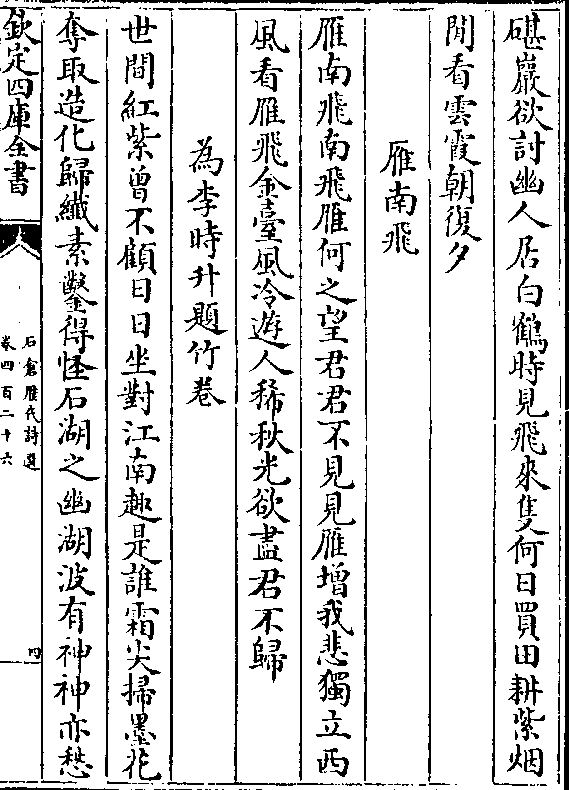 碪巖欲討幽人居白鶴時見飛來隻何日買田耕紫烟
閒看雲霞朝復夕
雁南飛
雁南飛南飛雁何之望君君不見見雁增我悲獨立西
風看雁飛金臺風冷遊人稀秋光欲盡君不歸
為李時升題竹卷
世間紅紫曾不顧日日坐對江南趣是誰霜尖掃墨花
奪取造化歸纖素鑿得怪石湖之幽湖波有神神亦愁
欽定四庫全書
石倉歷代詩選
卷四百二十六
四